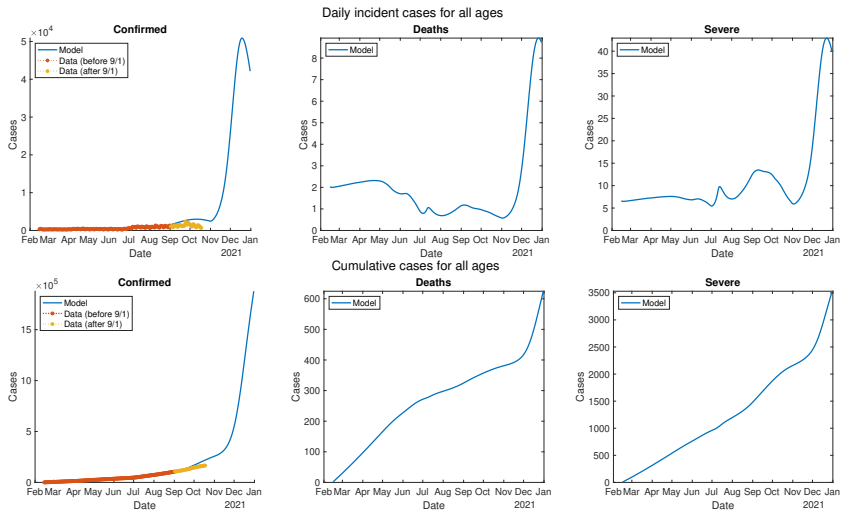 Daily incident cases for all ages
Confirmed
×10^4
5
4
3
2
1
0
Cases
Model
Data (before 9/1)
Data (after 9/1)
Feb Mar Apr May Jun Jul Aug Sep Oct Nov Dec Jan
Date
2021
Deaths
8
7
6
5
4
3
2
1
0
Cases
Model
Feb Mar Apr May Jun Jul Aug Sep Oct Nov Dec Jan
Date
2021
Severe
40
35
30
25
20
15
10
5
0
Cases
Model
Feb Mar Apr May Jun Jul Aug Sep Oct Nov Dec Jan
Date
2021
Cumulative cases for all ages
Confirmed
×10^5
15
10
5
0
Cases
Model
Data (before 9/1)
Data (after 9/1)
Feb Mar Apr May Jun Jul Aug Sep Oct Nov Dec Jan
Date
2021
Deaths
600
500
400
300
200
100
0
Cases
Model
Feb Mar Apr May Jun Jul Aug Sep Oct Nov Dec Jan
Date
2021
Severe
3500
3000
2500
2000
1500
1000
500
0
Cases
Model
Feb Mar Apr May Jun Jul Aug Sep Oct Nov Dec Jan
Date
2021